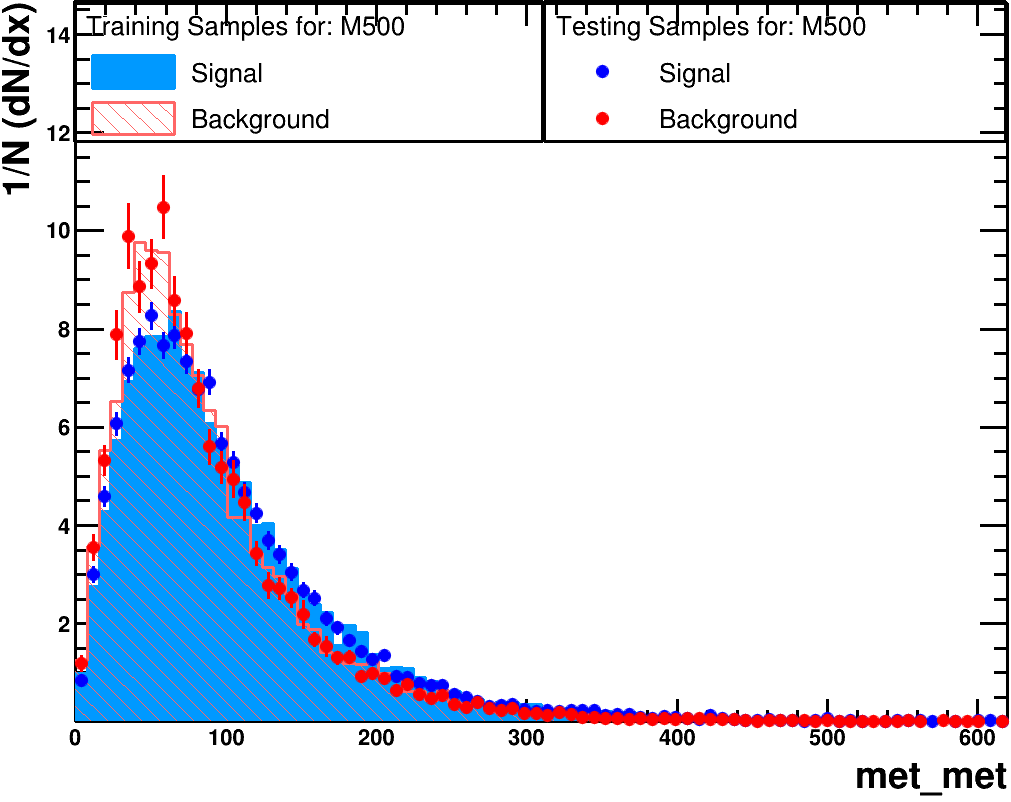 1/N (dN/dx)
Training Samples for: M500
Signal
Background
Testing Samples for: M500
Signal
Background
14
12
10
8
6
4
2
0 100 200 300 400 500 600
met_met